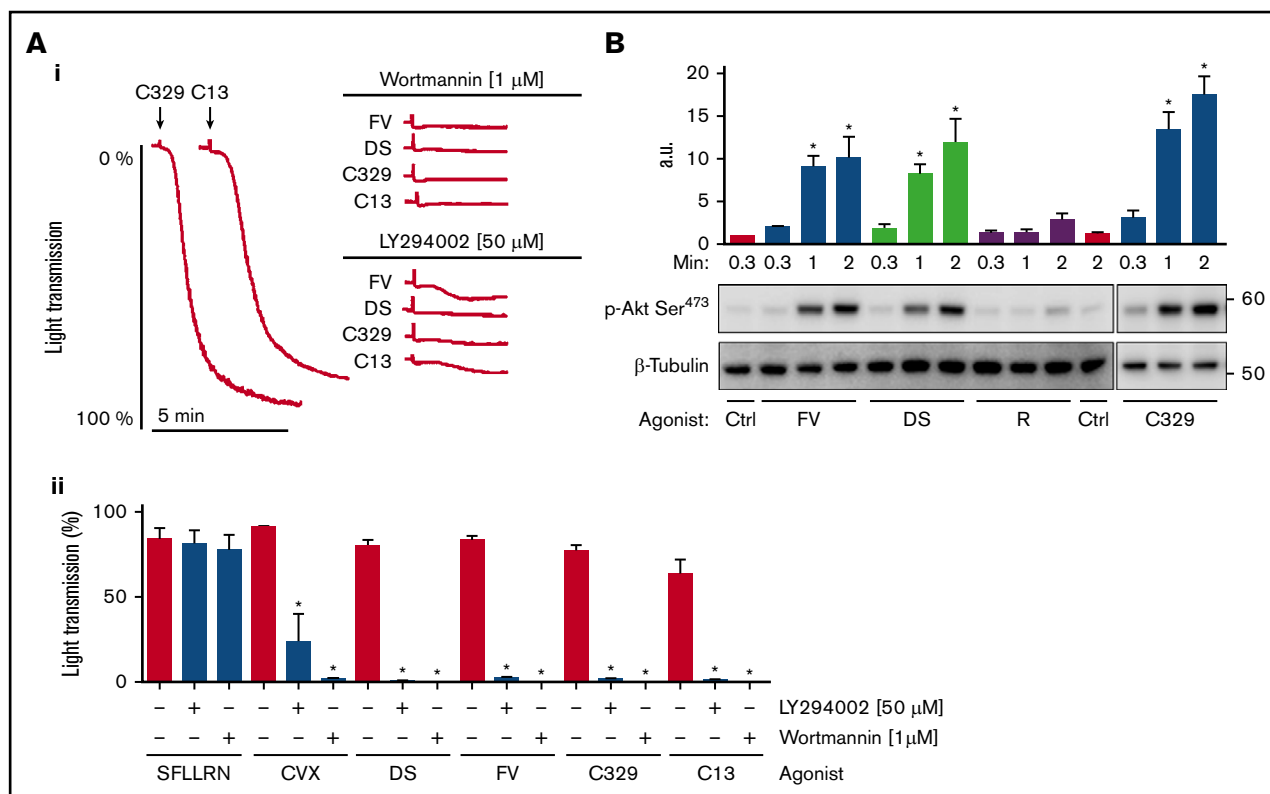 A
i
C329 C13
0 %
Light transmission
100 %
5 min
Wortmannin [1 μM]
FV
DS
C329
C13
LY294002 [50 μM]
FV
DS
C329
C13
B
20
15
10
5
0
a.u.
Min: 0.3 0.3 1 2 0.3 1 2 0.3 1 2 2 0.3 1 2
* * * * * *
p-Akt Ser473
60
β-Tubulin
50
Agonist: Ctrl FV DS R Ctrl C329
ii
100
50
0
Light transmission (%)
* * * * * * * * * *
– + – – + – – + – – + – – + – – + – LY294002 [50 μM]
– – + – – + – – + – – + – – + – – + Wortmannin [1μM]
SFLLRN CVX DS FV C329 C13 Agonist